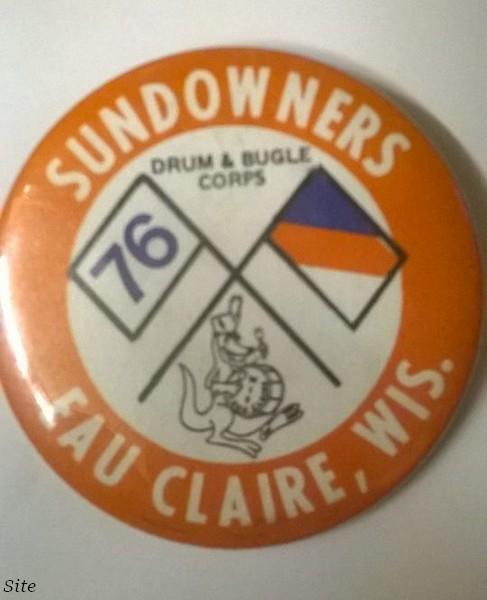 SUNDOWNERS
DRUM & BUGLE
CORPS
76
EAU CLAIRE, WIS.
Site